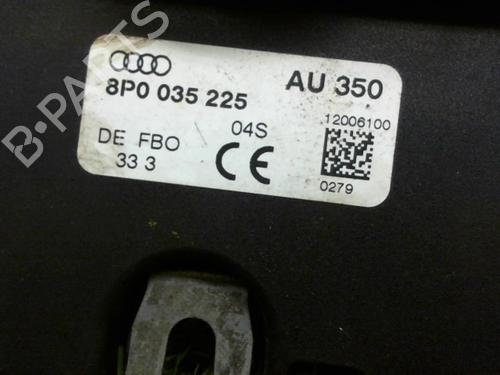 8P0 035 225
AU 350
DE FBO
04S
12006100
33 3
CE
0279
B-PARTS